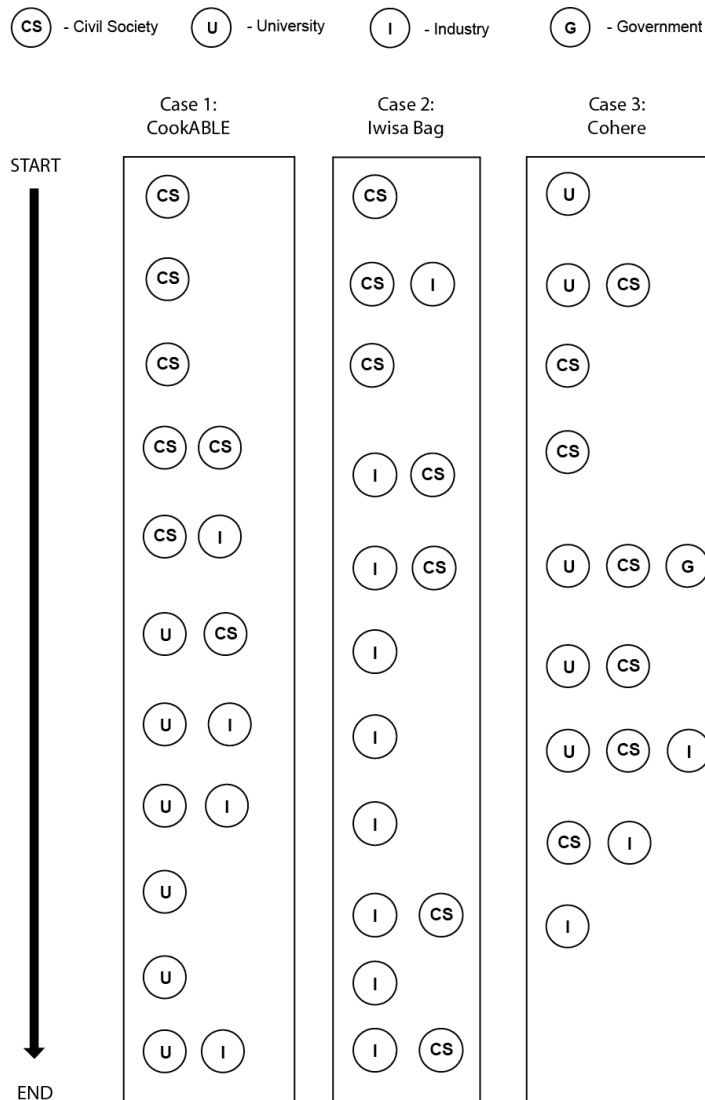 CS - Civil Society U - University I - Industry G - Government
Case 1: Case 2: Case 3:
CookABLE Iwisa Bag Cohere
START
CS CS U
CS CS I U CS
CS CS CS
CS CS I CS CS
CS I I CS U CS G
U CS I U CS
U I I U CS I
U I I CS I
U I CS I
U I
U I I CS
END